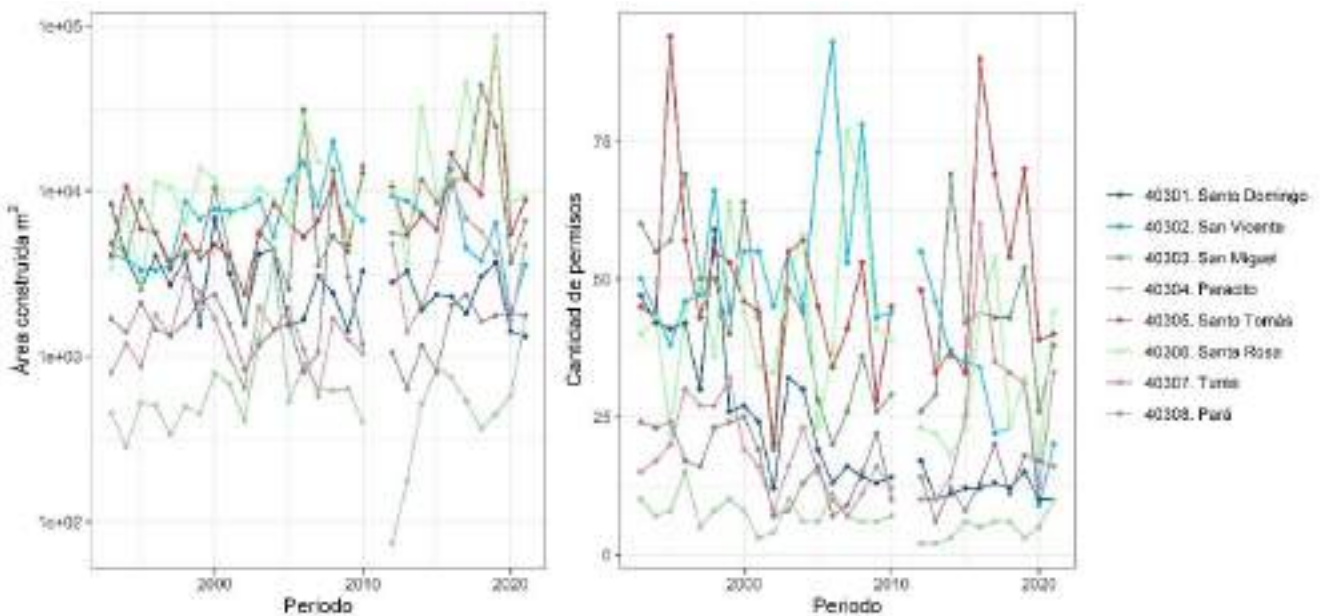 1e+05
1e+04
1e+03
1e+02
Área construída m²
2000
2010
2020
Periodo
75
50
25
0
Cantidad de permisos
2000
2010
2020
Periodo
40301. Santo Domingo
40302. San Vicente
40303. San Miguel
40304. Paracito
40305. Santo Tomás
40306. Santa Rosa
40307. Tures
40308. Pará